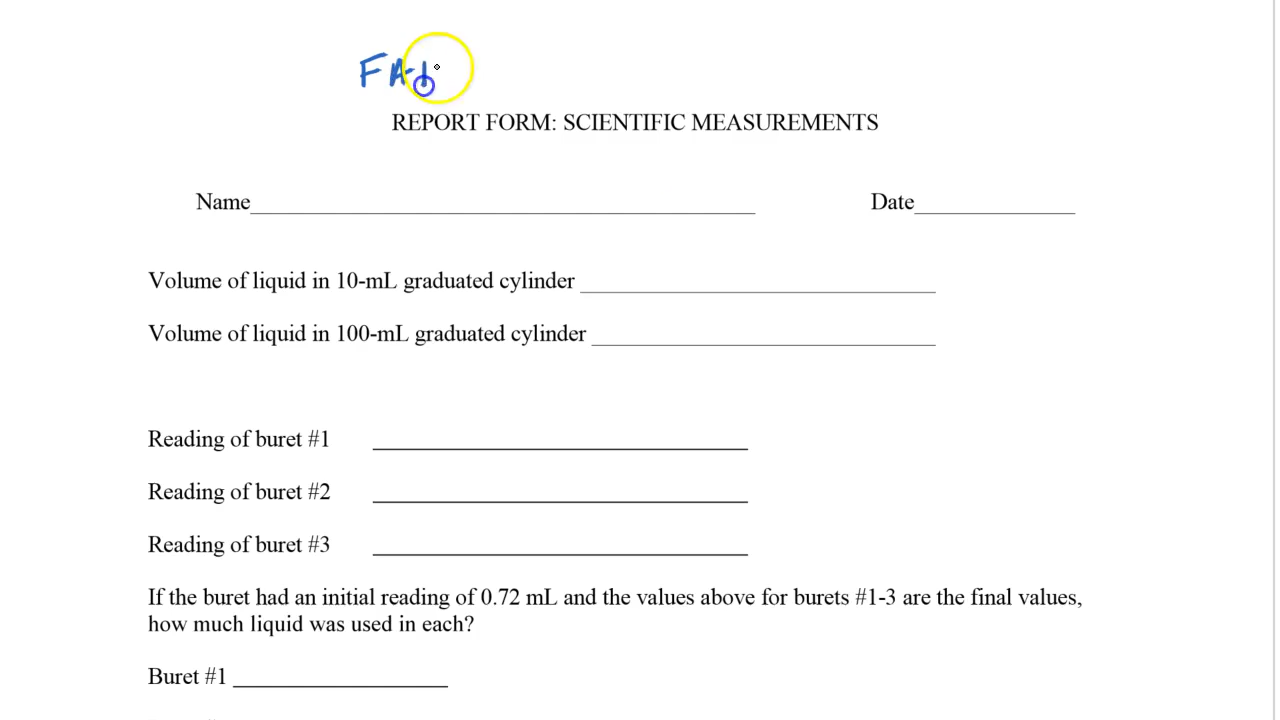 FA
REPORT FORM: SCIENTIFIC MEASUREMENTS
Name Date
Volume of liquid in 10-mL graduated cylinder
Volume of liquid in 100-mL graduated cylinder
Reading of buret #1
Reading of buret #2
Reading of buret #3
If the buret had an initial reading of 0.72 mL and the values above for burets #1-3 are the final values,
how much liquid was used in each?
Buret #1